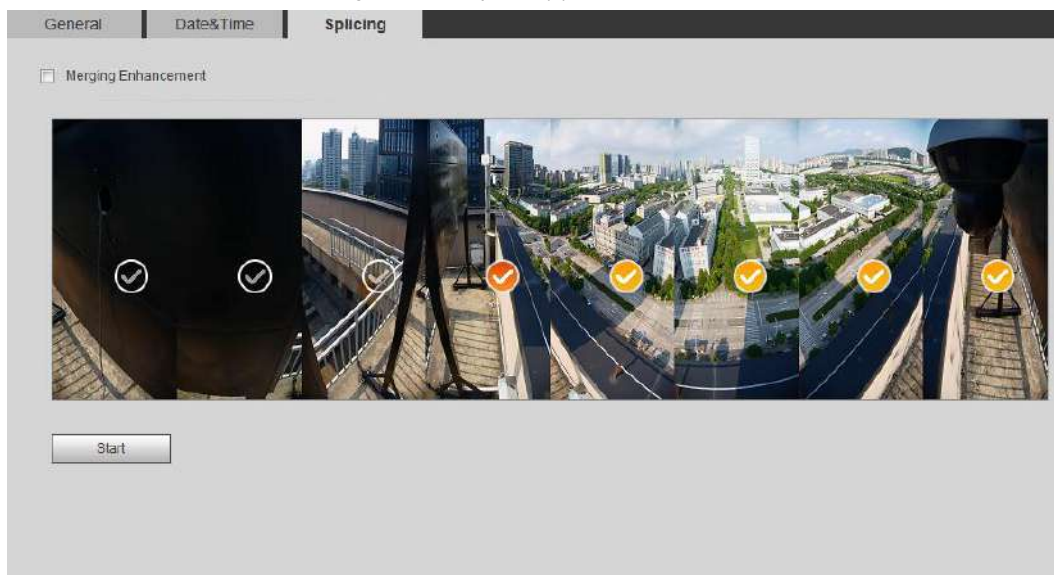 General
Date&Time
Splicing
Merging Enhancement
Start